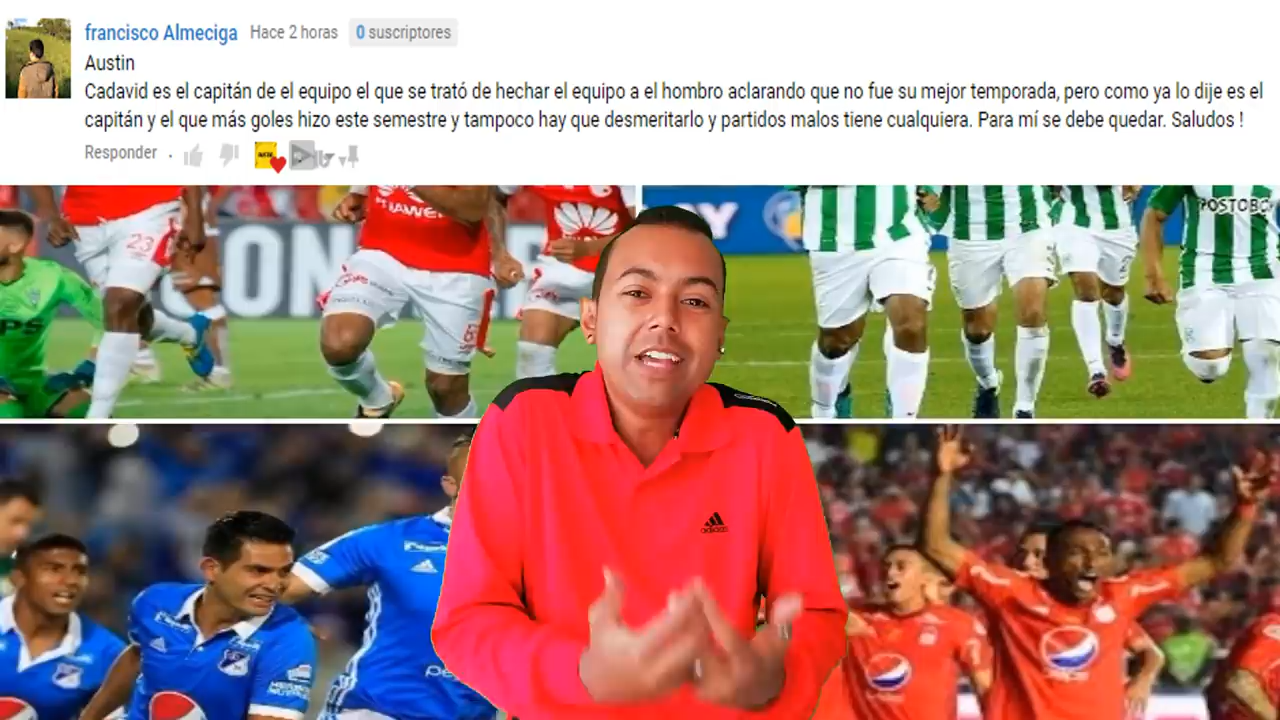 francisco Almeciga Hace 2 horas 0 suscriptores
Austin
Cadavid es el capitán de el equipo el que se trató de hechar el equipo a el hombro aclarando que no fue su mejor temporada, pero como ya lo dije es el
capitán y el que más goles hizo este semestre y tampoco hay que desmeritarlo y partidos malos tiene cualquiera. Para mí se debe quedar. Saludos !
Responder .
HUAWEI
POSTOBÓN
23
adidas